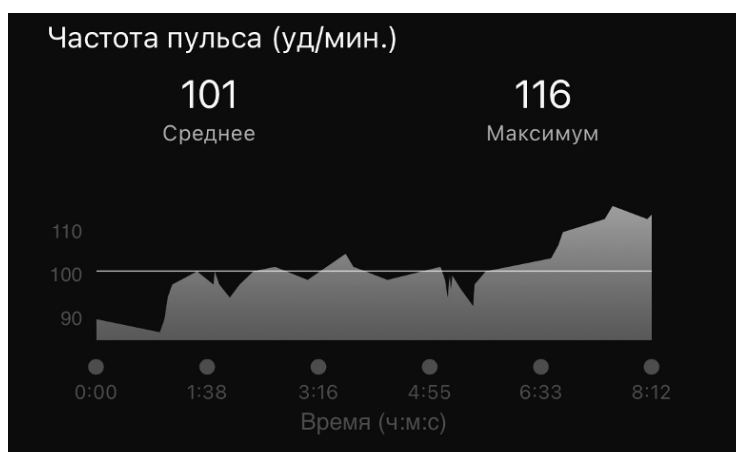 Частота пульса (уд/мин.)
101 116
Среднее Максимум
110
100
90
0:00 1:38 3:16 4:55 6:33 8:12
Время (ч:м:с)